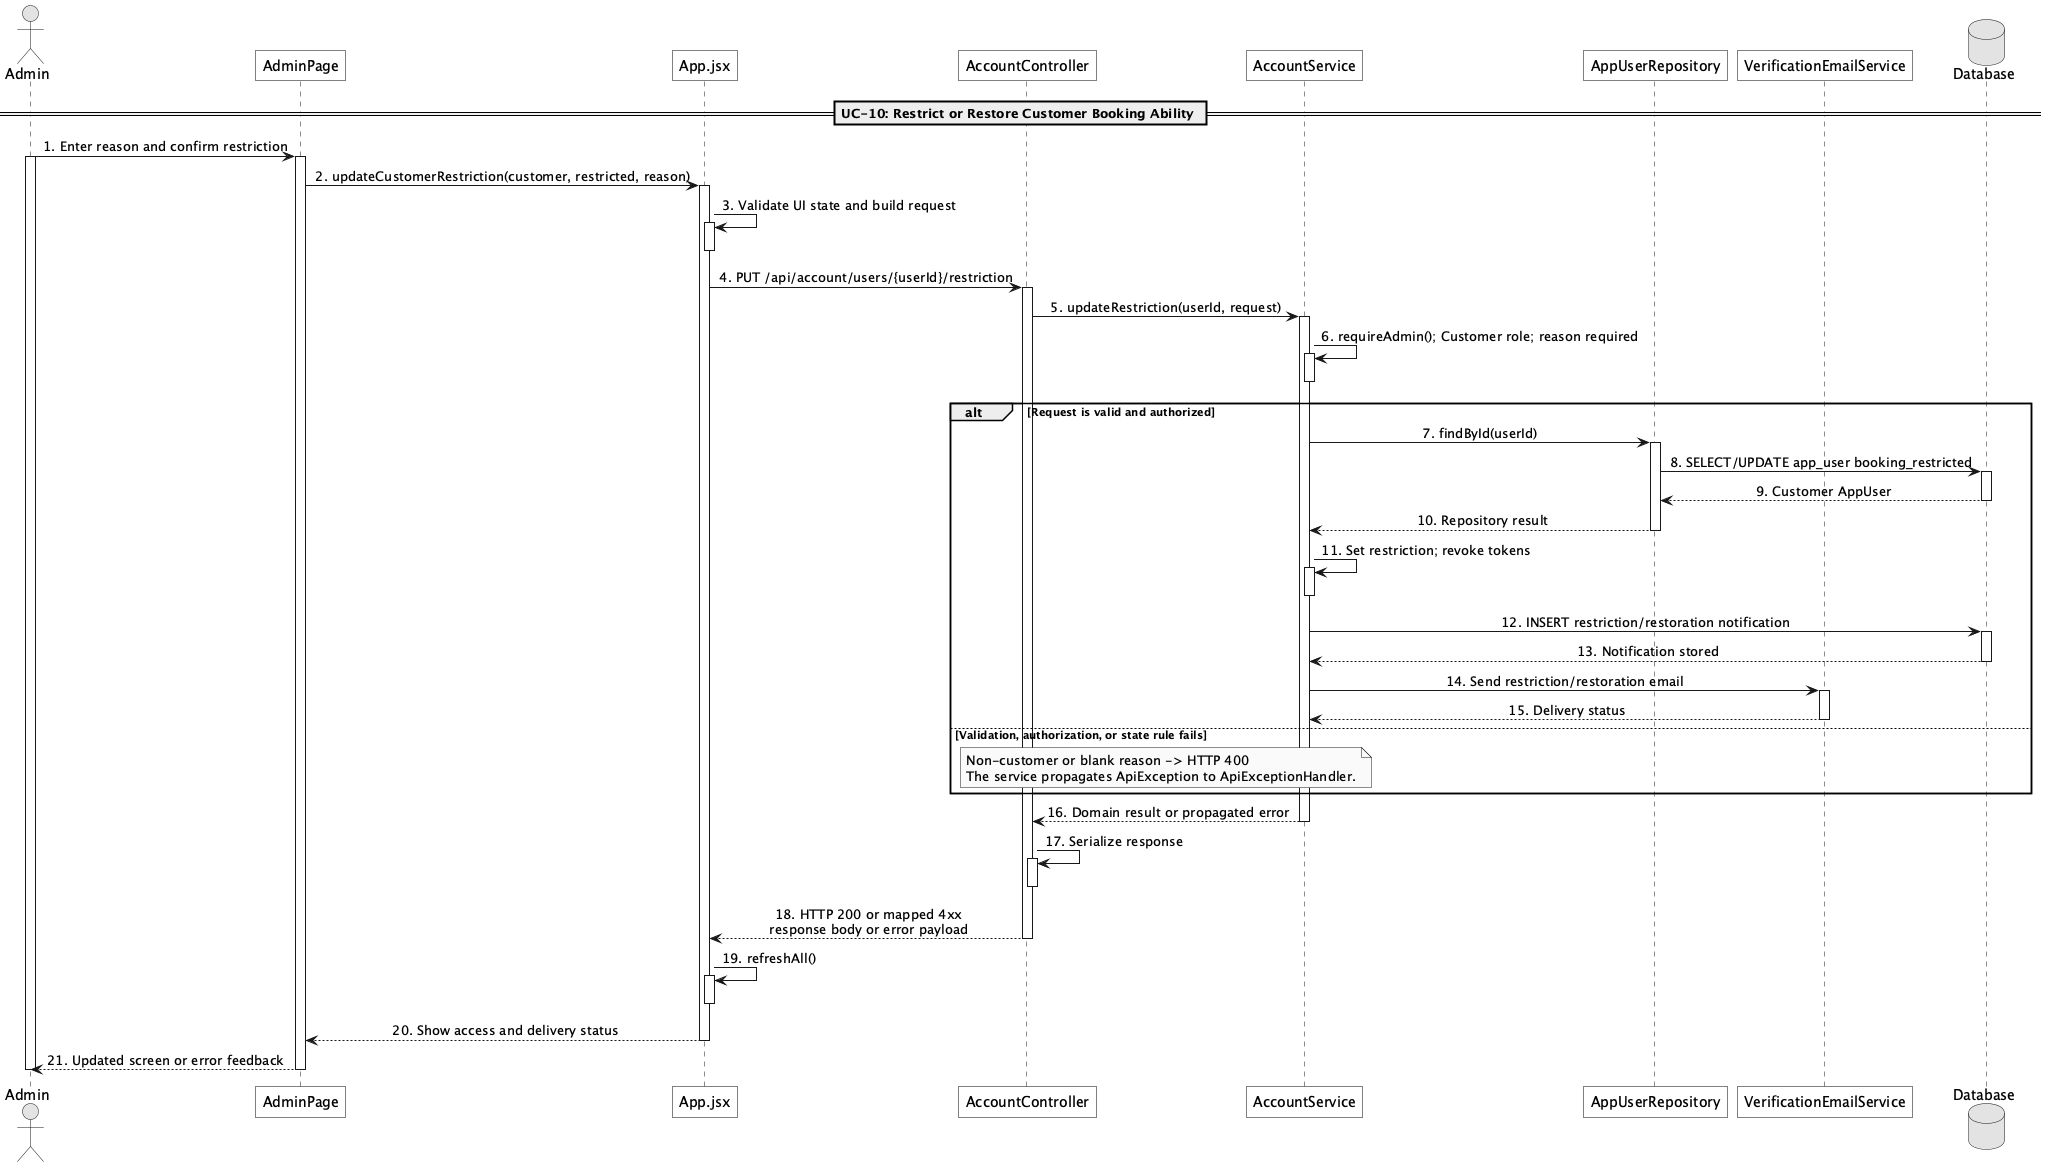 Admin
AdminPage
App.jsx
AccountController
AccountService
AppUserRepository
VerificationEmailService
Database
UC-10: Restrict or Restore Customer Booking Ability
1. Enter reason and confirm restriction
2. updateCustomerRestriction(customer, restricted, reason)
3. Validate UI state and build request
4. PUT /api/account/users/{userId}/restriction
5. updateRestriction(userId, request)
6. requireAdmin(); Customer role; reason required
alt
[Request is valid and authorized]
7. findById(userId)
8. SELECT/UPDATE app_user booking_restricted
9. Customer AppUser
10. Repository result
11. Set restriction; revoke tokens
12. INSERT restriction/restoration notification
13. Notification stored
14. Send restriction/restoration email
15. Delivery status
[Validation, authorization, or state rule fails]
Non-customer or blank reason -> HTTP 400
The service propagates ApiException to ApiExceptionHandler.
16. Domain result or propagated error
17. Serialize response
18. HTTP 200 or mapped 4xx
response body or error payload
19. refreshAll()
20. Show access and delivery status
21. Updated screen or error feedback
Admin
AdminPage
App.jsx
AccountController
AccountService
AppUserRepository
VerificationEmailService
Database